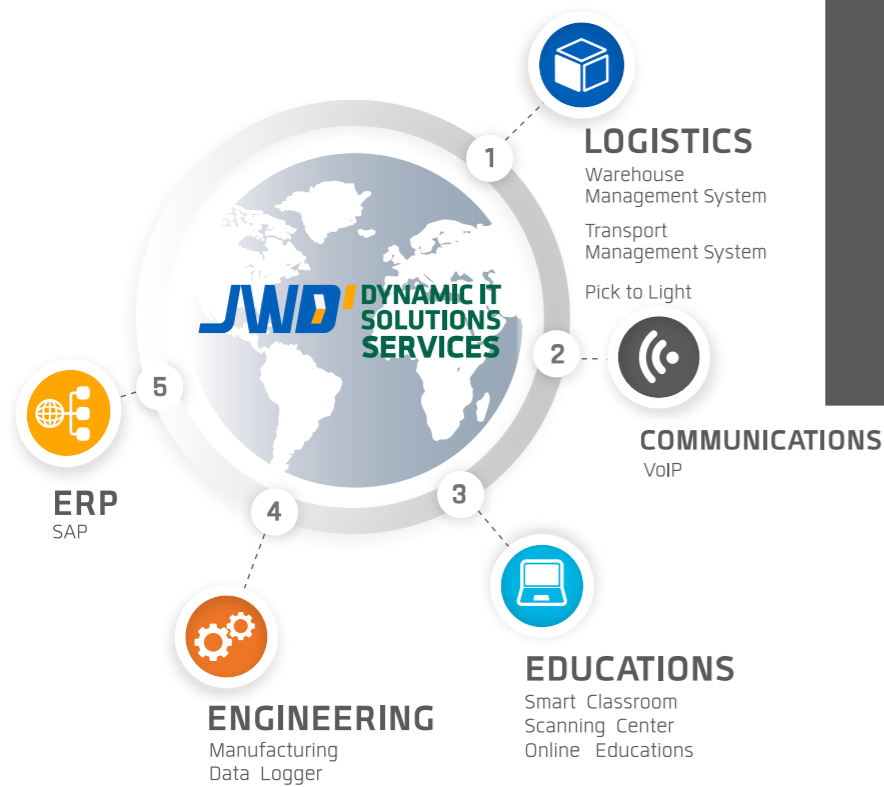 JWD
DYNAMIC IT
SOLUTIONS
SERVICES
1
LOGISTICS
Warehouse
Management System
Transport
Management System
Pick to Light
2
COMMUNICATIONS
VoIP
3
EDUCATIONS
Smart Classroom
Scanning Center
Online Educations
4
ENGINEERING
Manufacturing
Data Logger
5
ERP
SAP